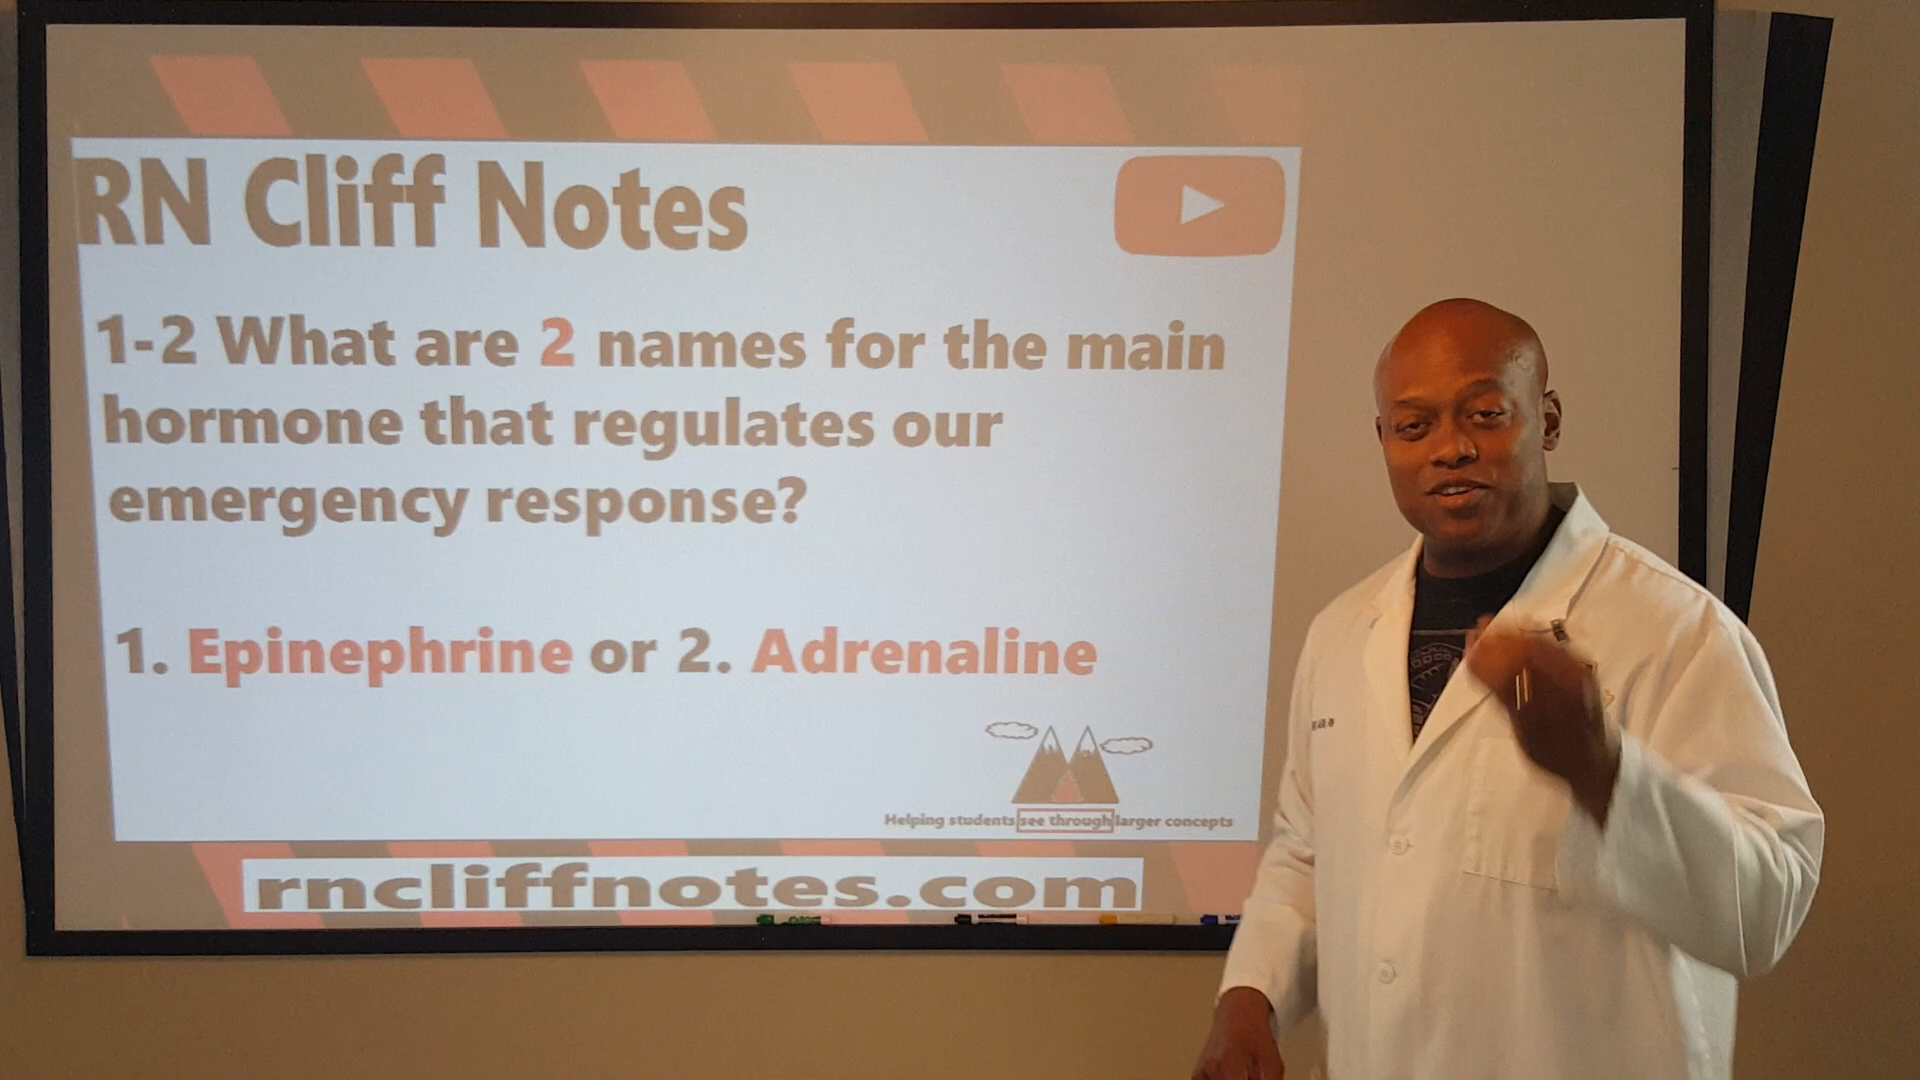 RN Cliff Notes
1-2 What are 2 names for the main
hormone that regulates our
emergency response?
1. Epinephrine or 2. Adrenaline
Helping students see through larger concepts
rncliffnotes.com